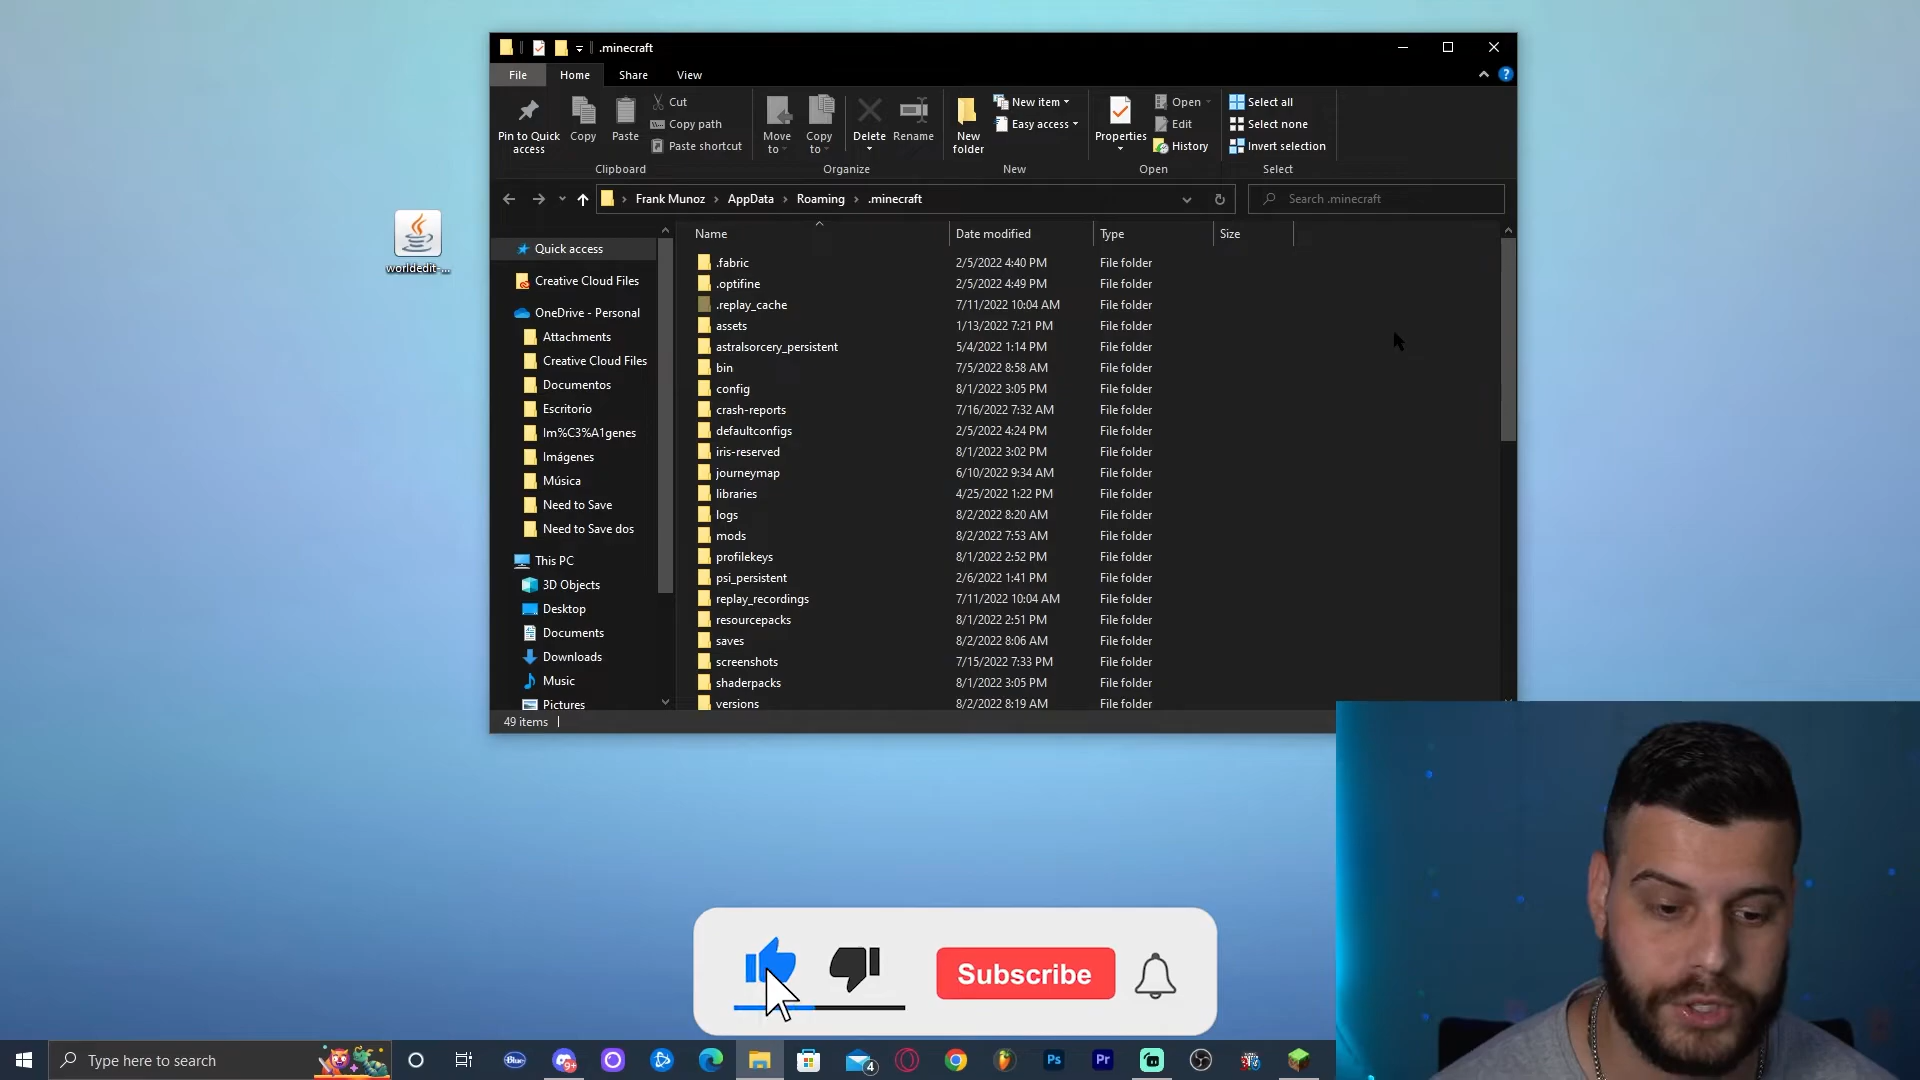 .minecraft
File Home Share View
Pin to Quick access
Copy
Paste
Cut
Copy path
Paste shortcut
Clipboard
Move to
Copy to
Delete
Rename
Organize
New folder
New item
Easy access
New
Properties
Open
Edit
History
Open
Select all
Select none
Invert selection
Select
Frank Munoz > AppData > Roaming > .minecraft
Search .minecraft
worldedit-...
Quick access
Creative Cloud Files
OneDrive - Personal
Attachments
Creative Cloud Files
Documentos
Escritorio
Im%C3%A1genes
Imágenes
Música
Need to Save
Need to Save dos
This PC
3D Objects
Desktop
Documents
Downloads
Music
Pictures
Name Date modified Type Size
.fabric 2/5/2022 4:40 PM File folder
.optifine 2/5/2022 4:49 PM File folder
.replay_cache 7/11/2022 10:04 AM File folder
assets 1/13/2022 7:21 PM File folder
astralsorcery_persistent 5/4/2022 1:14 PM File folder
bin 7/5/2022 8:58 AM File folder
config 8/1/2022 3:05 PM File folder
crash-reports 7/16/2022 7:32 AM File folder
defaultconfigs 2/5/2022 4:24 PM File folder
iris-reserved 8/1/2022 3:02 PM File folder
journeymap 6/10/2022 9:34 AM File folder
libraries 4/25/2022 1:22 PM File folder
logs 8/2/2022 8:20 AM File folder
mods 8/2/2022 7:53 AM File folder
profilekeys 8/1/2022 2:52 PM File folder
psi_persistent 2/6/2022 1:41 PM File folder
replay_recordings 7/11/2022 10:04 AM File folder
resourcepacks 8/1/2022 2:51 PM File folder
saves 8/2/2022 8:06 AM File folder
screenshots 7/15/2022 7:33 PM File folder
shaderpacks 8/1/2022 3:05 PM File folder
versions 8/2/2022 8:19 AM File folder
49 items
Subscribe
Type here to search
Blue
9+
4
Ps
Pr